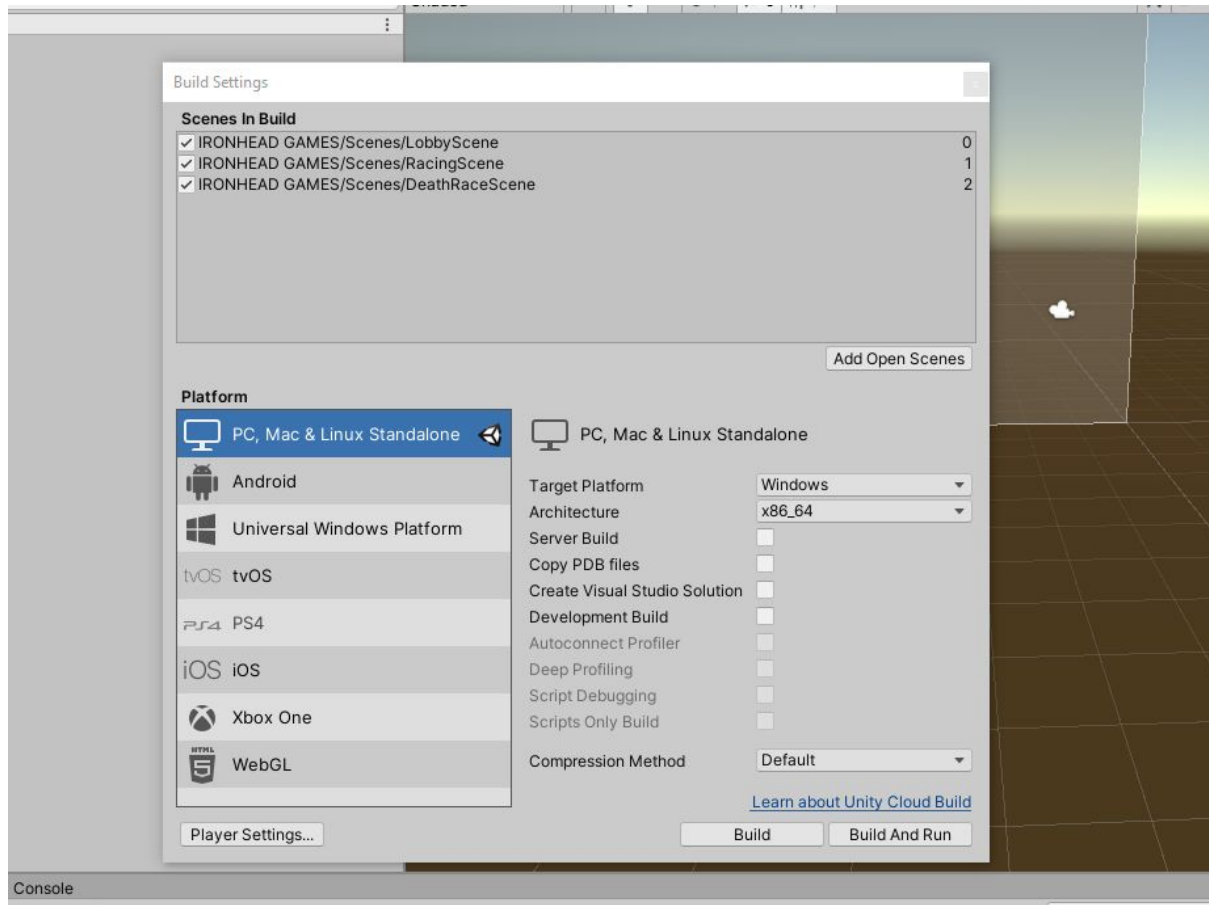 Build Settings
Scenes In Build
IRONHEAD GAMES/Scenes/LobbyScene 0
IRONHEAD GAMES/Scenes/RacingScene 1
IRONHEAD GAMES/Scenes/DeathRaceScene 2
Add Open Scenes
Platform
PC, Mac & Linux Standalone
Android
Universal Windows Platform
tvOS tvOS
PS4 PS4
iOS iOS
Xbox One
HTML 5 WebGL
PC, Mac & Linux Standalone
Target Platform Windows
Architecture x86_64
Server Build
Copy PDB files
Create Visual Studio Solution
Development Build
Autoconnect Profiler
Deep Profiling
Script Debugging
Scripts Only Build
Compression Method Default
Learn about Unity Cloud Build
Player Settings... Build Build And Run
Console